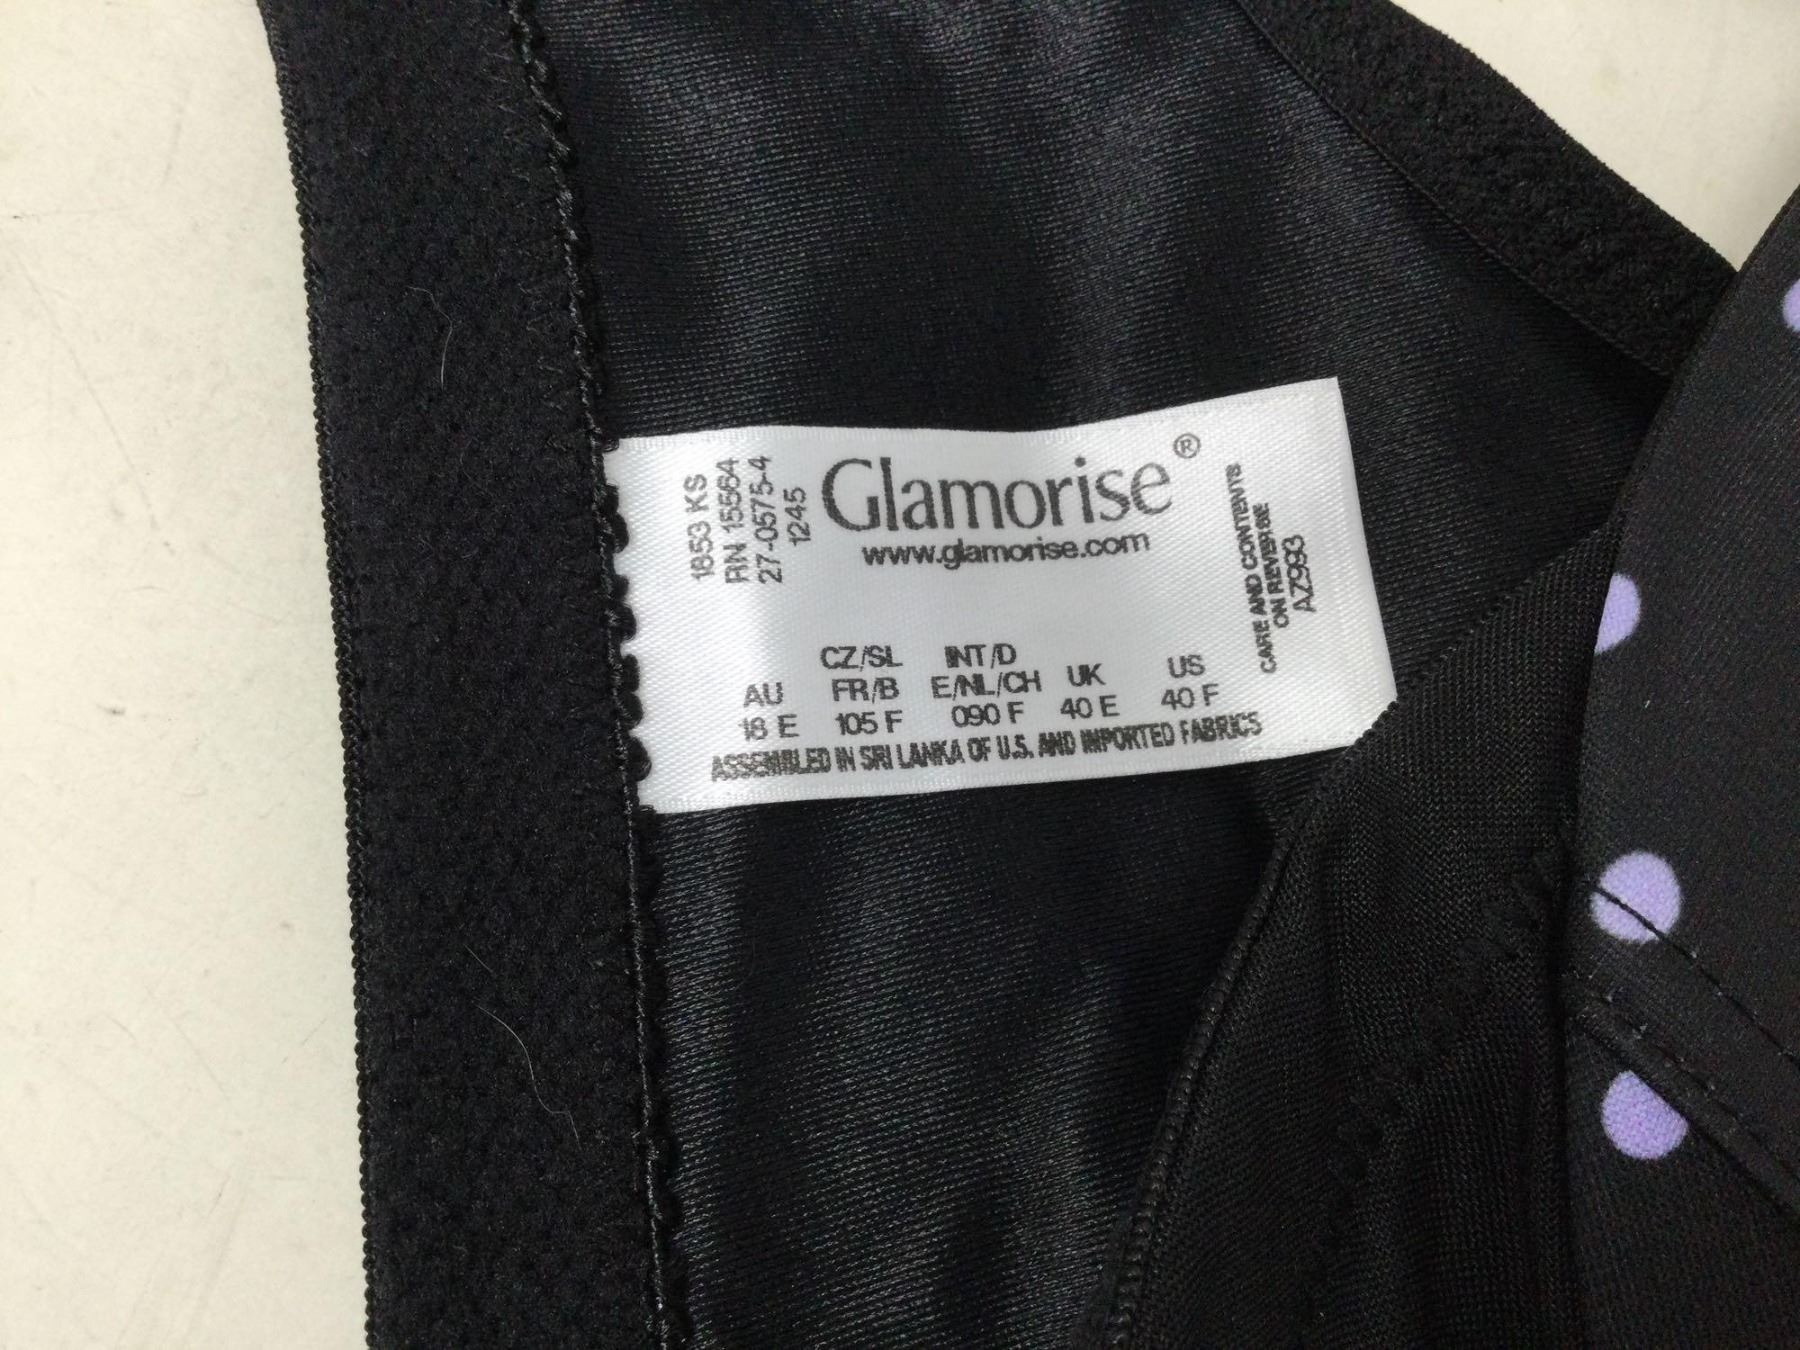 1853 KS
RN 15564
27-0575-4
1245
Glamorise®
www.glamorise.com
CZ/SL INT/D
AU FR/B E/NL/CH UK US
18 E 105 F 090 F 40 E 40 F
ASSEMBLED IN SRI LANKA OF U.S. AND IMPORTED FABRICS
CARE AND CONTENTS
ON REVERSE
AZ993